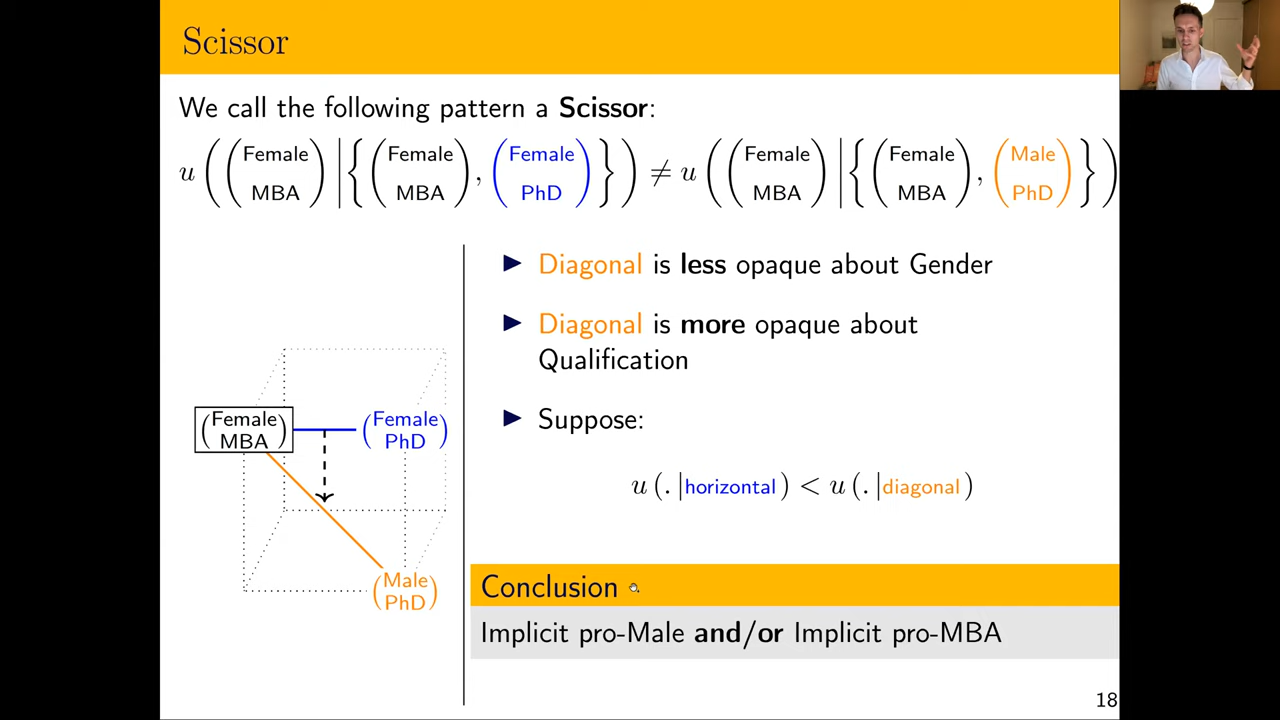 Scissor
We call the following pattern a Scissor:
u ( ( Female MBA ) | { ( Female MBA ) , ( Female PhD ) } ) ≠ u ( ( Female MBA ) | { ( Female MBA ) , ( Male PhD ) } )
▶ Diagonal is less opaque about Gender
▶ Diagonal is more opaque about
Qualification
▶ Suppose:
u (. |horizontal ) < u (. |diagonal )
( Female MBA ) ( Female PhD )
( Male PhD )
Conclusion
Implicit pro-Male and/or Implicit pro-MBA
18